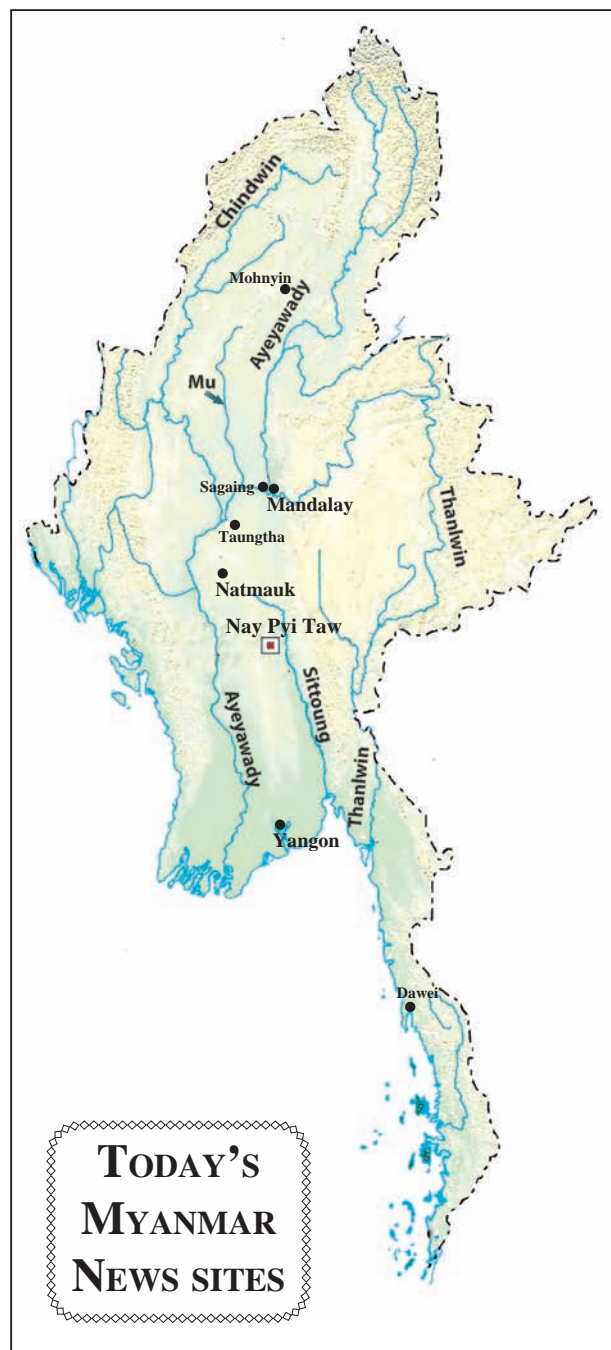 Chindwin
Mohnyin
Ayeyawady
Mu
Sagaing
Mandalay
Taungtha
Thanlwin
Natmauk
Nay Pyi Taw
Sittoung
Ayeyawady
Thanlwin
Yangon
Dawei
TODAY'S
MYANMAR
NEWS SITES